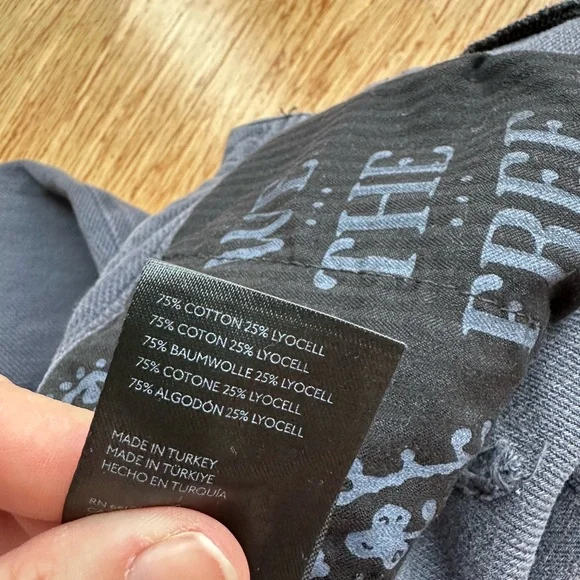 THE
FREE
75% COTTON 25% LYOCELL
75% COTON 25% LYOCELL
75% BAUMWOLLE 25% LYOCELL
75% COTONE 25% LYOCELL
75% ALGODÓN 25% LYOCELL
MADE IN TURKEY
MADE IN TÜRKIYE
HECHO EN TURQUÍA
RN